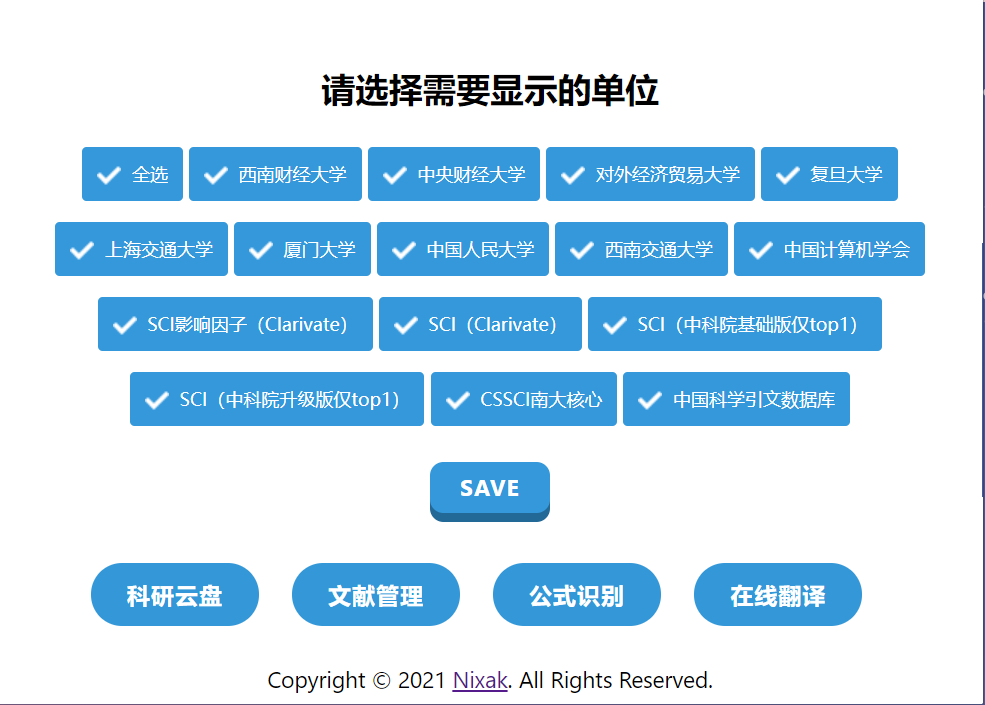 请选择需要显示的单位
全选 西南财经大学 中央财经大学 对外经济贸易大学 复旦大学
上海交通大学 厦门大学 中国人民大学 西南交通大学 中国计算机学会
SCI影响因子（Clarivate） SCI（Clarivate） SCI（中科院基础版仅top1）
SCI（中科院升级版仅top1） CSSCI南大核心 中国科学引文数据库
SAVE
科研云盘 文献管理 公式识别 在线翻译
Copyright © 2021 Nixak. All Rights Reserved.